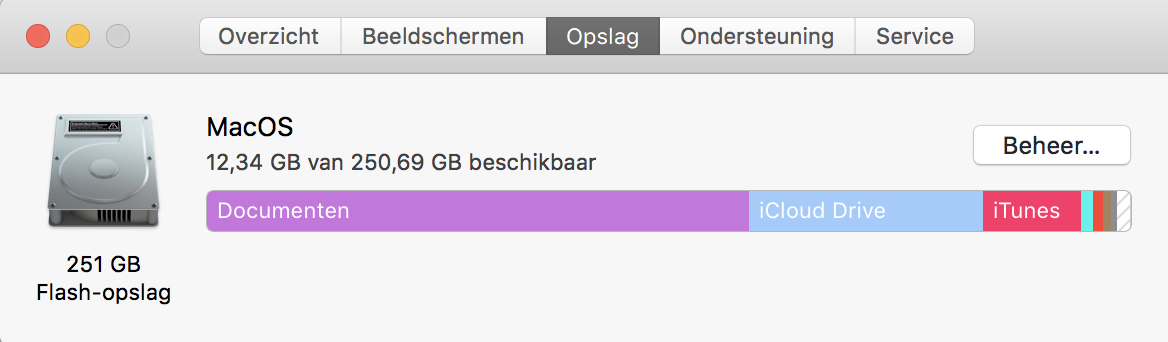 Overzicht Beeldschermen Opslag Ondersteuning Service
MacOS
12,34 GB van 250,69 GB beschikbaar
Beheer...
Documenten iCloud Drive iTunes
251 GB
Flash-opslag